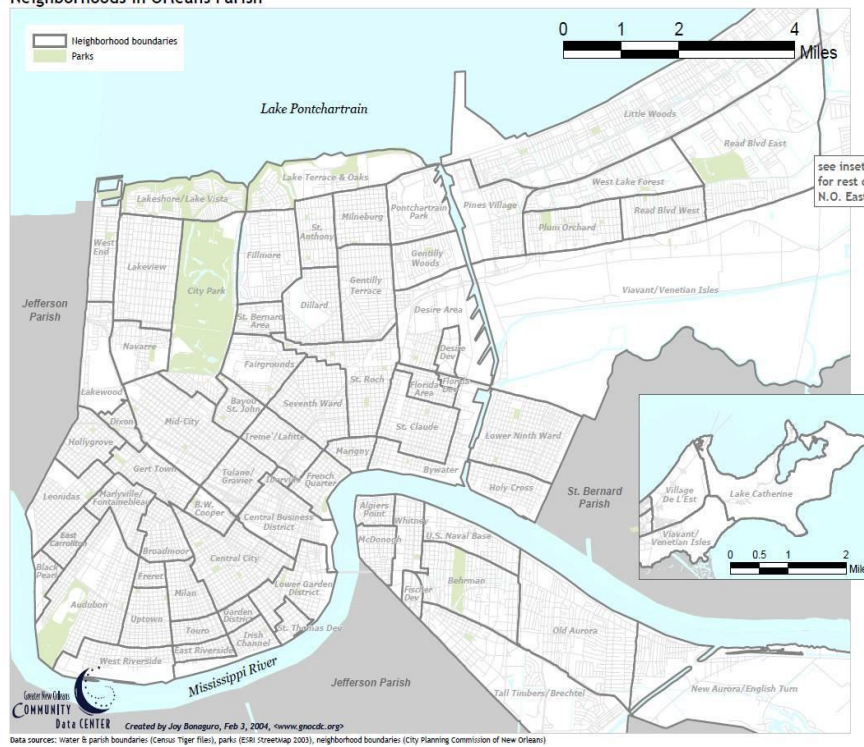 Neighborhoods in Orleans Parish
Neighborhood boundaries
Parks
0 1 2 4
Miles
Lake Pontchartrain
Little Woods
Read Blvd East
see inset
for rest o
N.O. East
Lake Terrace & Oaks
Lakeshore/Lake Vista
West Lake Forest
Pontchartrain
Park
Pines Village
Read Blvd West
Plum Orchard
Milneburg
St.
Anthony
West
End
Fillmore
Lakeview
City Park
Gentilly
Woods
Gentilly
Terrace
Viavant/Venetian Isles
Dillard
Jefferson
Parish
Desire Area
St. Bernard
Area
Navarre
Desire
Dev
Fairgrounds
St. Roch
Florida
Area
Florida
Dev
Lakewood
Bayou
St. John
Seventh Ward
Dixon
Mid-City
St. Claude
Lower Ninth Ward
Hollygrove
Treme'/Lafitte
Marigny
Gert Town
Tulane/
Gravier
Iberville
French
Quarter
Bywater
Holy Cross
St. Bernard
Parish
Village
De L'Est
Lake Catherine
Viavant/
Venetian Isles
0 0.5 1 2
Mile
Leonidas
Marlyville/
Fontainebleau
B.W.
Cooper
Central Business
District
Algiers
Point
Whitney
U.S. Naval Base
McDonogh
East
Carrollton
Broadmoor
Central City
Black
Pearl
Freret
Milan
Lower Garden
District
Fischer
Dev
Behrman
Audubon
Uptown
Garden
District
Touro
Irish
Channel
St. Thomas Dev
Old Aurora
East Riverside
West Riverside
Mississippi River
Jefferson Parish
Tall Timbers/Brechtel
New Aurora/English Turn
Greater New Orleans
COMMUNITY
DATA CENTER
Created by Joy Bonaguro, Feb 3, 2004, <www.gnocdc.org>
Data sources: Water & parish boundaries (Census Tiger files), parks (ESRI StreetMap 2003), neighborhood boundaries (City Planning Commission of New Orleans)